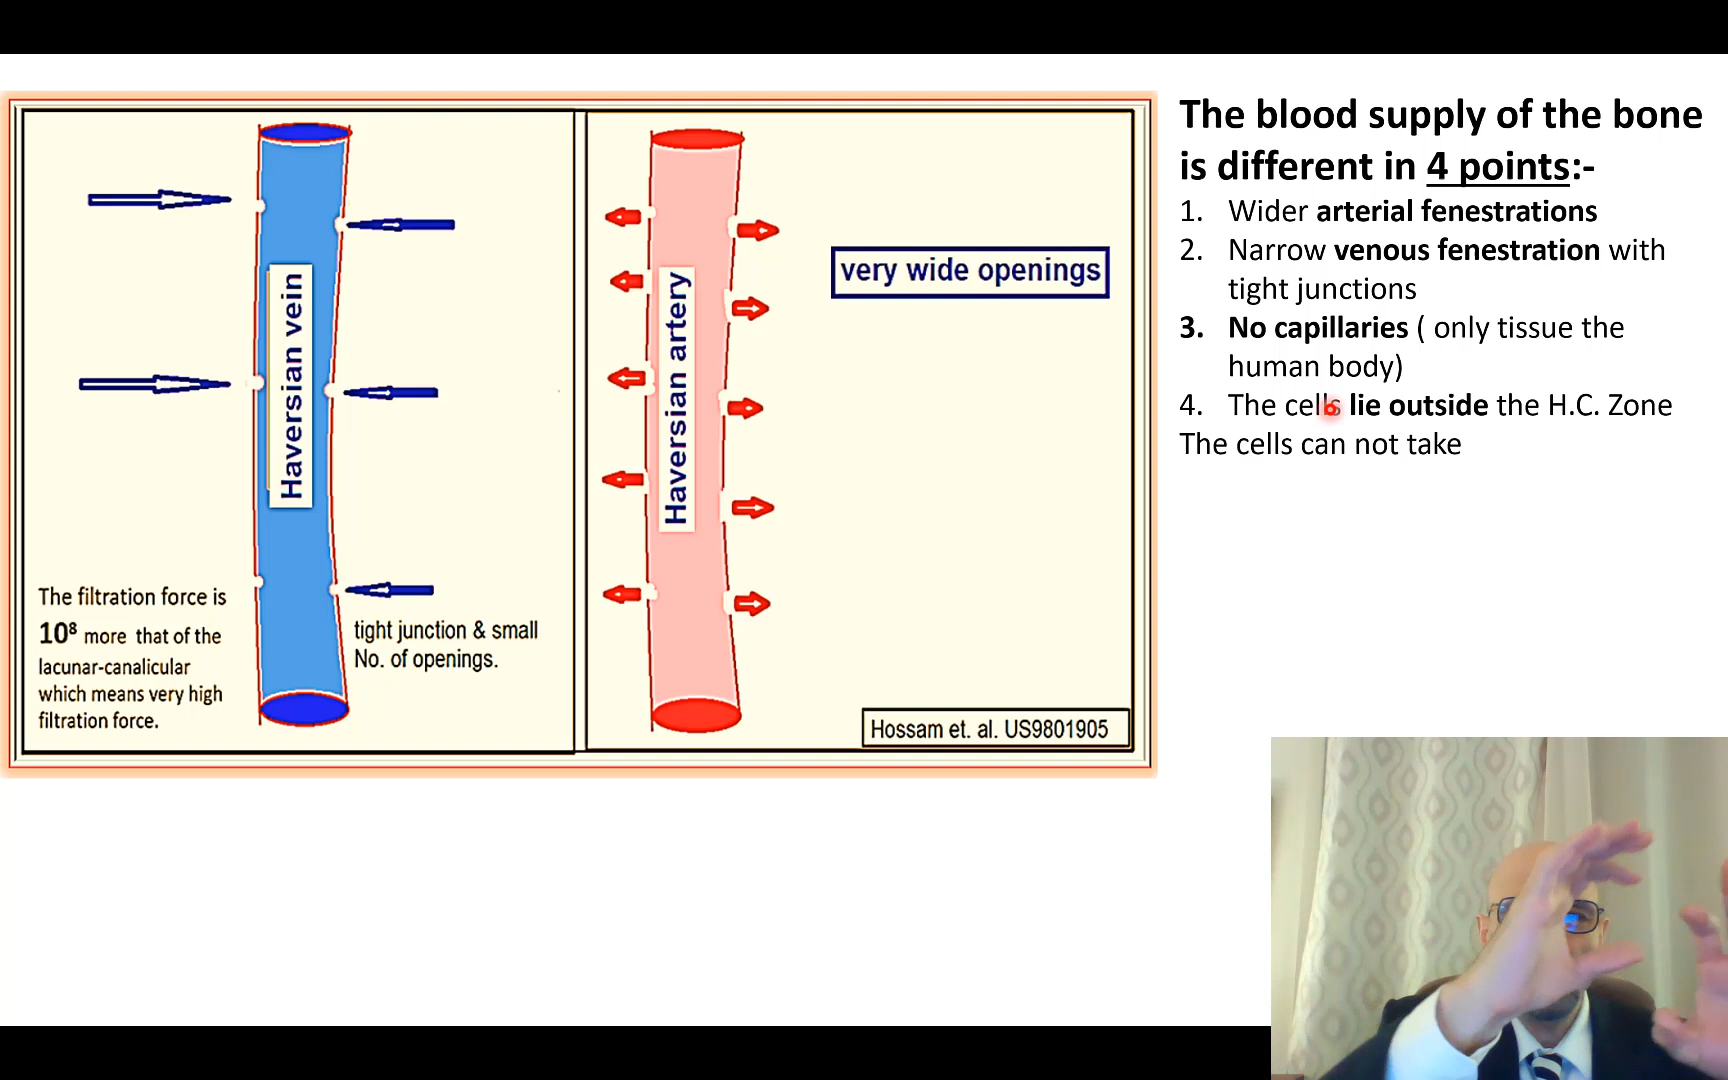 Haversian vein
The filtration force is
10⁸ more that of the
lacunar-canalicular
which means very high
filtration force.
tight junction & small
No. of openings.
Haversian artery
very wide openings
Hossam et. al. US9801905
The blood supply of the bone
is different in 4 points:-
1. Wider arterial fenestrations
2. Narrow venous fenestration with
tight junctions
3. No capillaries ( only tissue the
human body)
4. The cells lie outside the H.C. Zone
The cells can not take